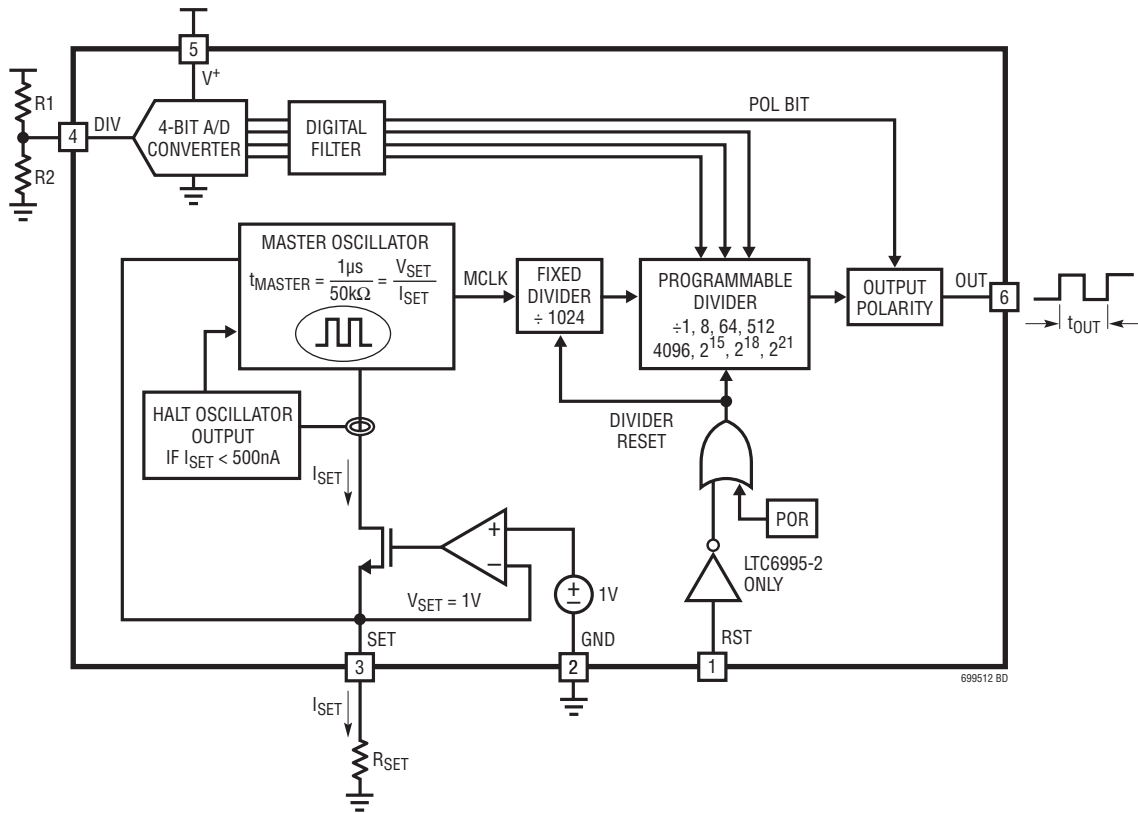 5
V+
R1
4
DIV
R2
4-BIT A/D
CONVERTER
DIGITAL
FILTER
POL BIT
MASTER OSCILLATOR
tMASTER = 1µs / 50kΩ = VSET / ISET
MCLK
FIXED
DIVIDER
÷ 1024
PROGRAMMABLE
DIVIDER
÷1, 8, 64, 512
4096, 2^15, 2^18, 2^21
OUTPUT
POLARITY
OUT
6
tOUT
HALT OSCILLATOR
OUTPUT
IF ISET < 500nA
DIVIDER
RESET
ISET
+
–
POR
LTC6995-2
ONLY
VSET = 1V
+
–
1V
SET
GND
RST
3
2
1
699512 BD
ISET
RSET